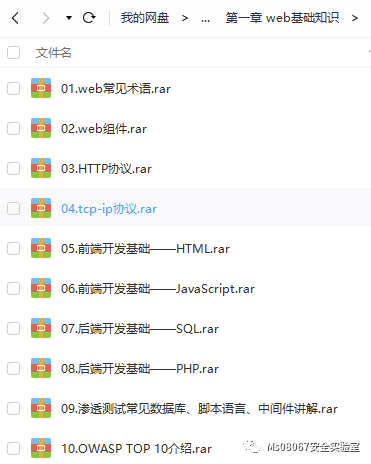 我的网盘 > ... 第一章 web基础知识 >
文件名
01.web常见术语.rar
02.web组件.rar
03.HTTP协议.rar
04.tcp-ip协议.rar
05.前端开发基础——HTML.rar
06.前端开发基础——JavaScript.rar
07.后端开发基础——SQL.rar
08.后端开发基础——PHP.rar
09.渗透测试常见数据库、脚本语言、中间件讲解.rar
10.OWASP TOP 10介绍.rar
Ms08067安全实验室